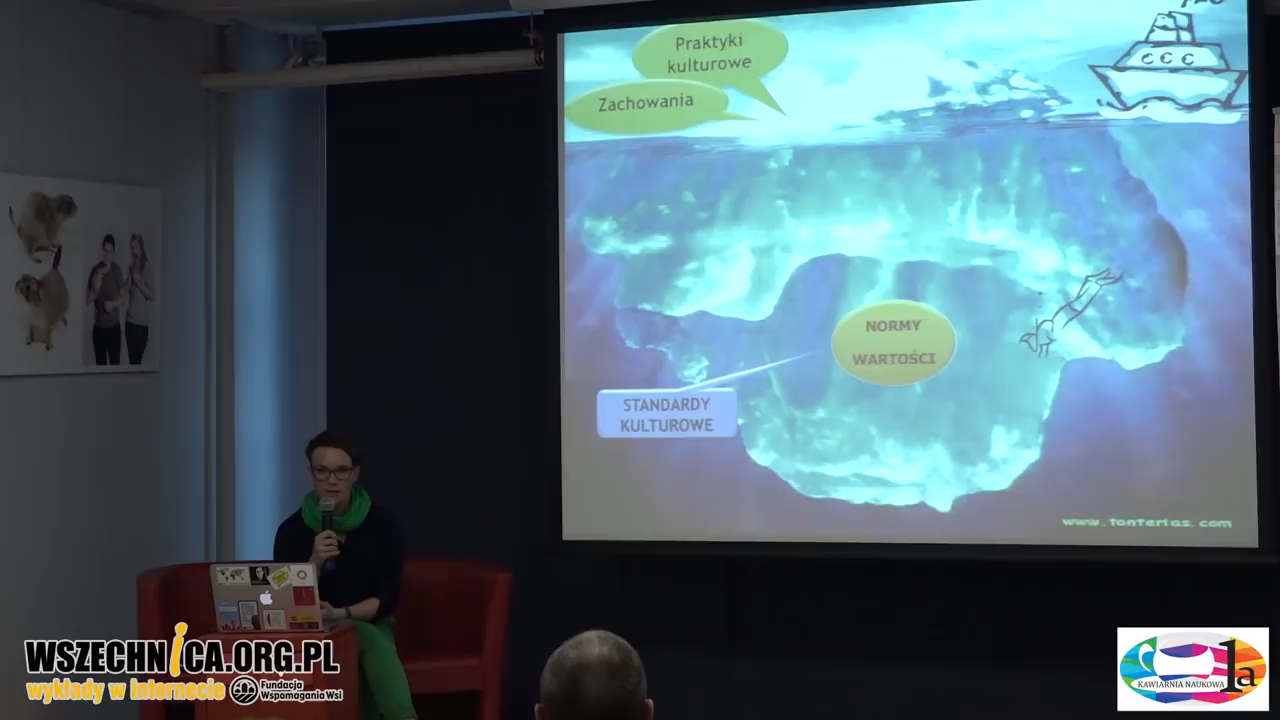 Praktyki
kulturowe
Zachowania
€ € €
NORMY
WARTOŚCI
STANDARDY
KULTUROWE
www.tonterias.com
WSZECHNICA.ORG.PL
wykłady w internecie
Fundacja
Wspomagania Wsi
KAWIARNIA NAUKOWA
1a